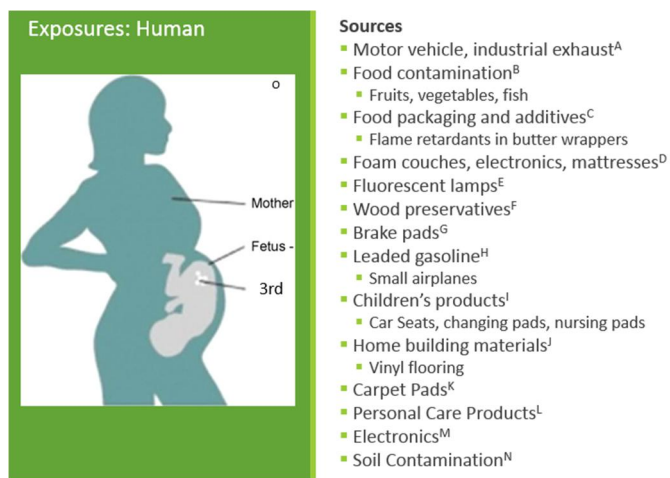 Exposures: Human
o
Mother
Fetus -
3rd
Sources
▪ Motor vehicle, industrial exhaustᴬ
▪ Food contaminationᴮ
▪ Fruits, vegetables, fish
▪ Food packaging and additivesᶜ
▪ Flame retardants in butter wrappers
▪ Foam couches, electronics, mattressesᴰ
▪ Fluorescent lampsᴱ
▪ Wood preservativesF
▪ Brake padsᴳ
▪ Leaded gasolineᴴ
▪ Small airplanes
▪ Children’s productsᴵ
▪ Car Seats, changing pads, nursing pads
▪ Home building materialsᴶ
▪ Vinyl flooring
▪ Carpet Padsᴷ
▪ Personal Care Productsᴸ
▪ Electronicsᴹ
▪ Soil Contaminationᴺ